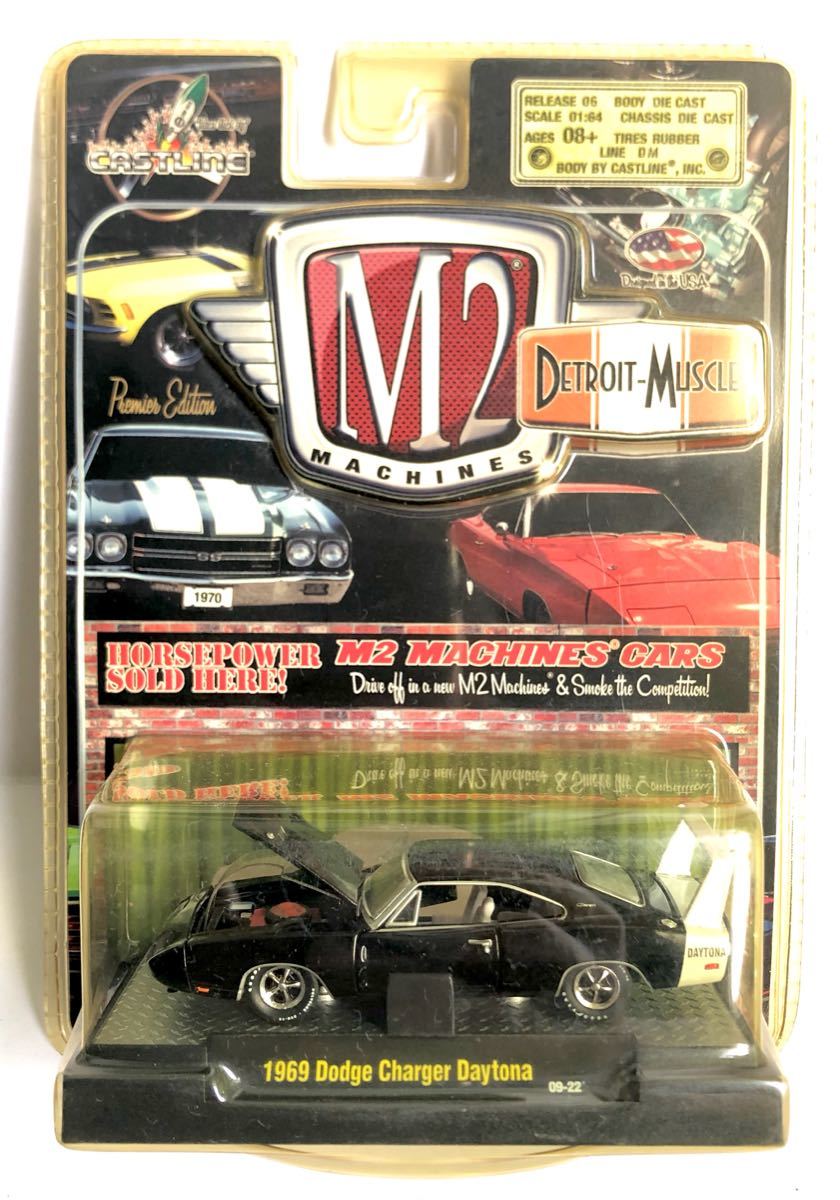 CASTLINE
RELEASE 06 BODY DIE CAST
SCALE 01:64 CHASSIS DIE CAST
AGES 08+ TIRES RUBBER
LINE DM
BODY BY CASTLINE®, INC.
Designed in the USA
M2®
MACHINES
DETROIT-MUSCLE
Premier Edition
SS
1970
HORSEPOWER
SOLD HERE!
M2 MACHINES® CARS
Drive off in a new M2 Machines® & Smoke the Competition!
Charger
DAYTONA
1969 Dodge Charger Daytona
09-22